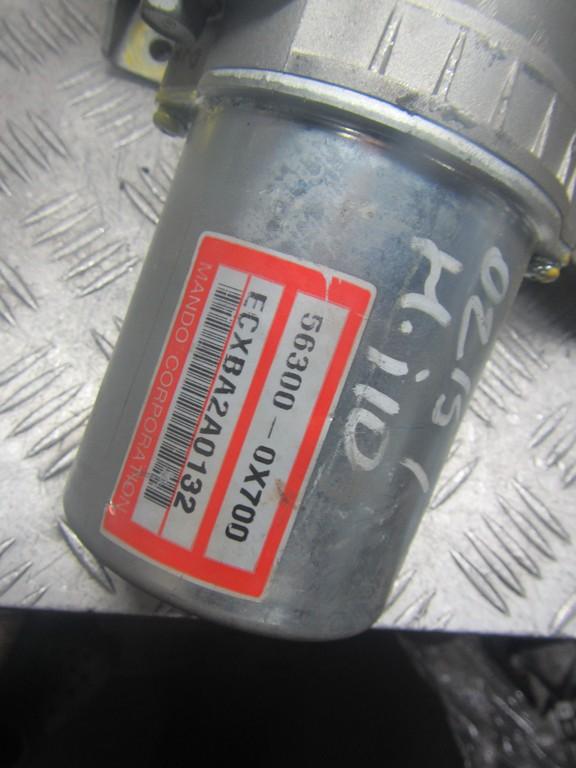 56300-0X700
ECXBA2A0132
MANDO CORPORATION
0215/
H.i10